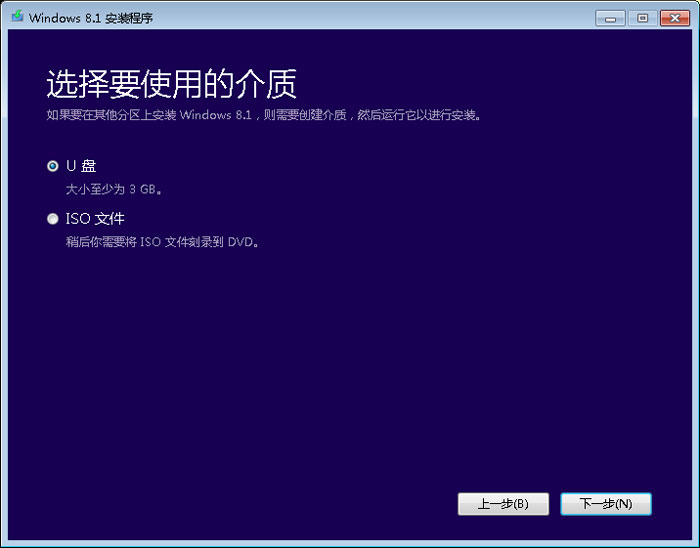 Windows 8.1 安装程序
选择要使用的介质
如果要在其他分区上安装 Windows 8.1，则需要创建介质，然后运行它以进行安装。
U 盘
大小至少为 3 GB。
ISO 文件
稍后你需要将 ISO 文件刻录到 DVD。
上一步(B) 下一步(N)